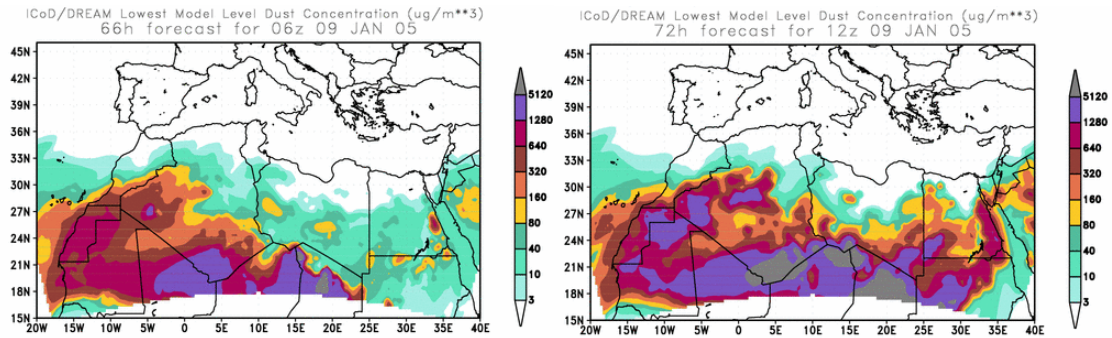 ICoD/DREAM Lowest Model Level Dust Concentration (ug/m**3)
66h forecast for 06z 09 JAN 05
45N
42N
39N
36N
33N
30N
27N
24N
21N
18N
15N
20W 15W 10W 5W 0 5E 10E 15E 20E 25E 30E 35E 40E
5120
1280
640
320
160
80
40
10
3
ICoD/DREAM Lowest Model Level Dust Concentration (ug/m**3)
72h forecast for 12z 09 JAN 05
45N
42N
39N
36N
33N
30N
27N
24N
21N
18N
15N
20W 15W 10W 5W 0 5E 10E 15E 20E 25E 30E 35E 40E
5120
1280
640
320
160
80
40
10
3